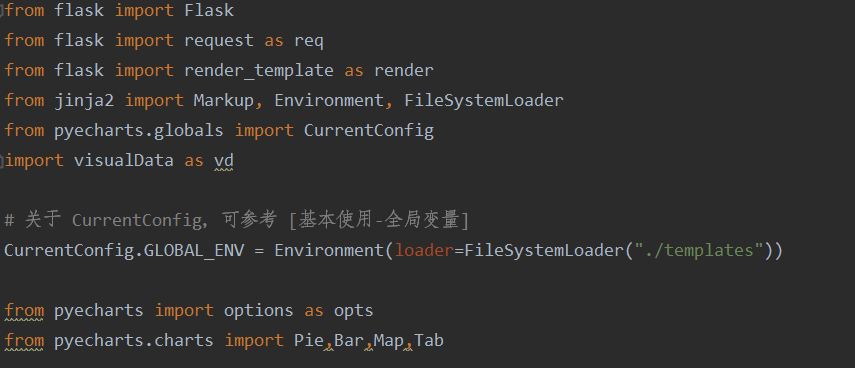 from flask import Flask
from flask import request as req
from flask import render_template as render
from jinja2 import Markup, Environment, FileSystemLoader
from pyecharts.globals import CurrentConfig
import visualData as vd
# 关于 CurrentConfig, 可参考 [基本使用-全局变量]
CurrentConfig.GLOBAL_ENV = Environment(loader=FileSystemLoader("./templates"))
from pyecharts import options as opts
from pyecharts.charts import Pie,Bar,Map,Tab